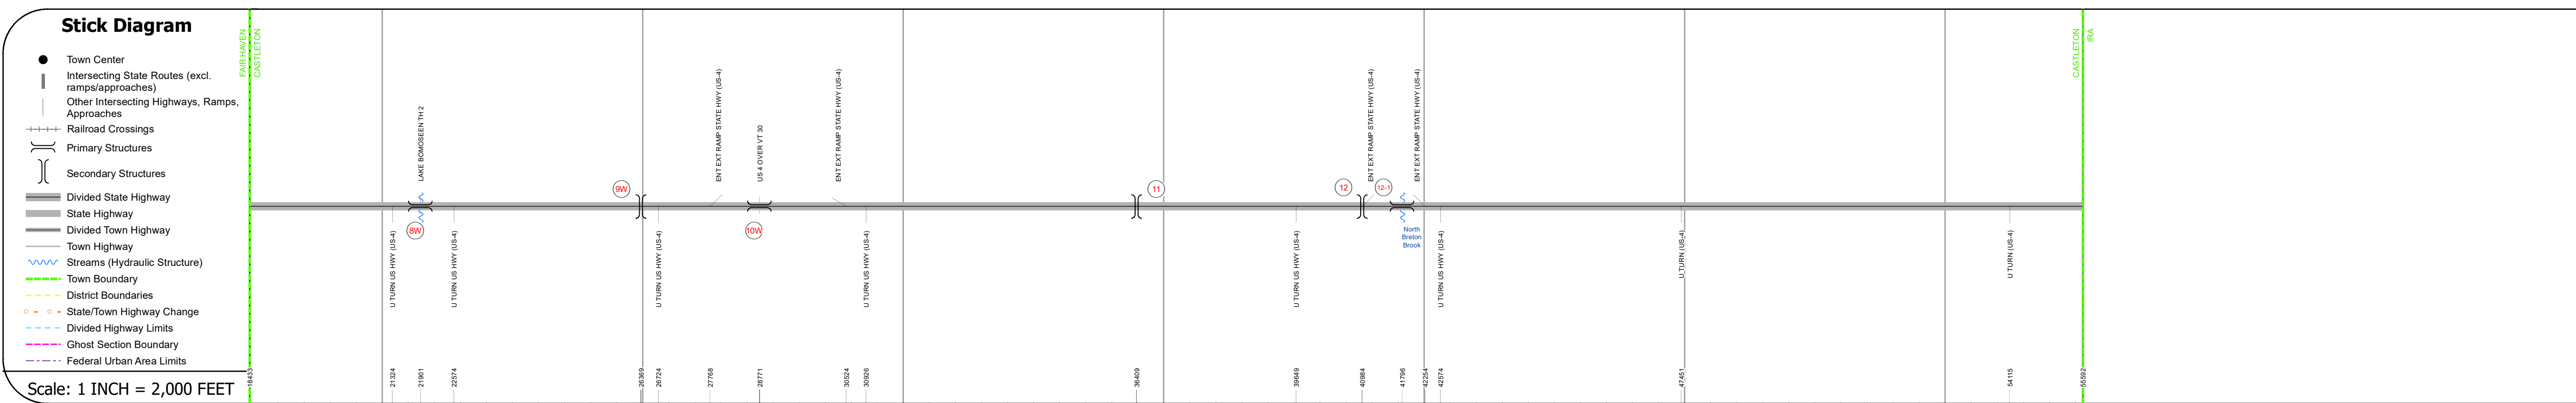 Stick Diagram
Town Center
Intersecting State Routes (excl.
ramps/approaches)
Other Intersecting Highways, Ramps,
Approaches
Railroad Crossings
Primary Structures
Secondary Structures
Divided State Highway
State Highway
Divided Town Highway
Town Highway
Streams (Hydraulic Structure)
Town Boundary
District Boundaries
State/Town Highway Change
Divided Highway Limits
Ghost Section Boundary
Federal Urban Area Limits
Scale: 1 INCH = 2,000 FEET
FAIR HAVEN
CASTLETON
LAKE BOMOSEEN TH 2
ENT EXT RAMP STATE HWY (US-4)
US 4 OVER VT 30
ENT EXT RAMP STATE HWY (US-4)
ENT EXT RAMP STATE HWY (US-4)
ENT EXT RAMP STATE HWY (US-4)
CASTLETON
IRA
9W
11
12
12-1
8W
10W
North
Breton
Brook
U TURN US HWY (US-4)
U TURN US HWY (US-4)
U TURN US HWY (US-4)
U TURN US HWY (US-4)
U TURN US HWY (US-4)
U TURN US HWY (US-4)
U TURN (US-4)
U TURN (US-4)
18433
21324
21901
22574
26369
26724
27768
28771
30524
30926
36409
39649
40984
41796
42254
42574
47451
54115
55592